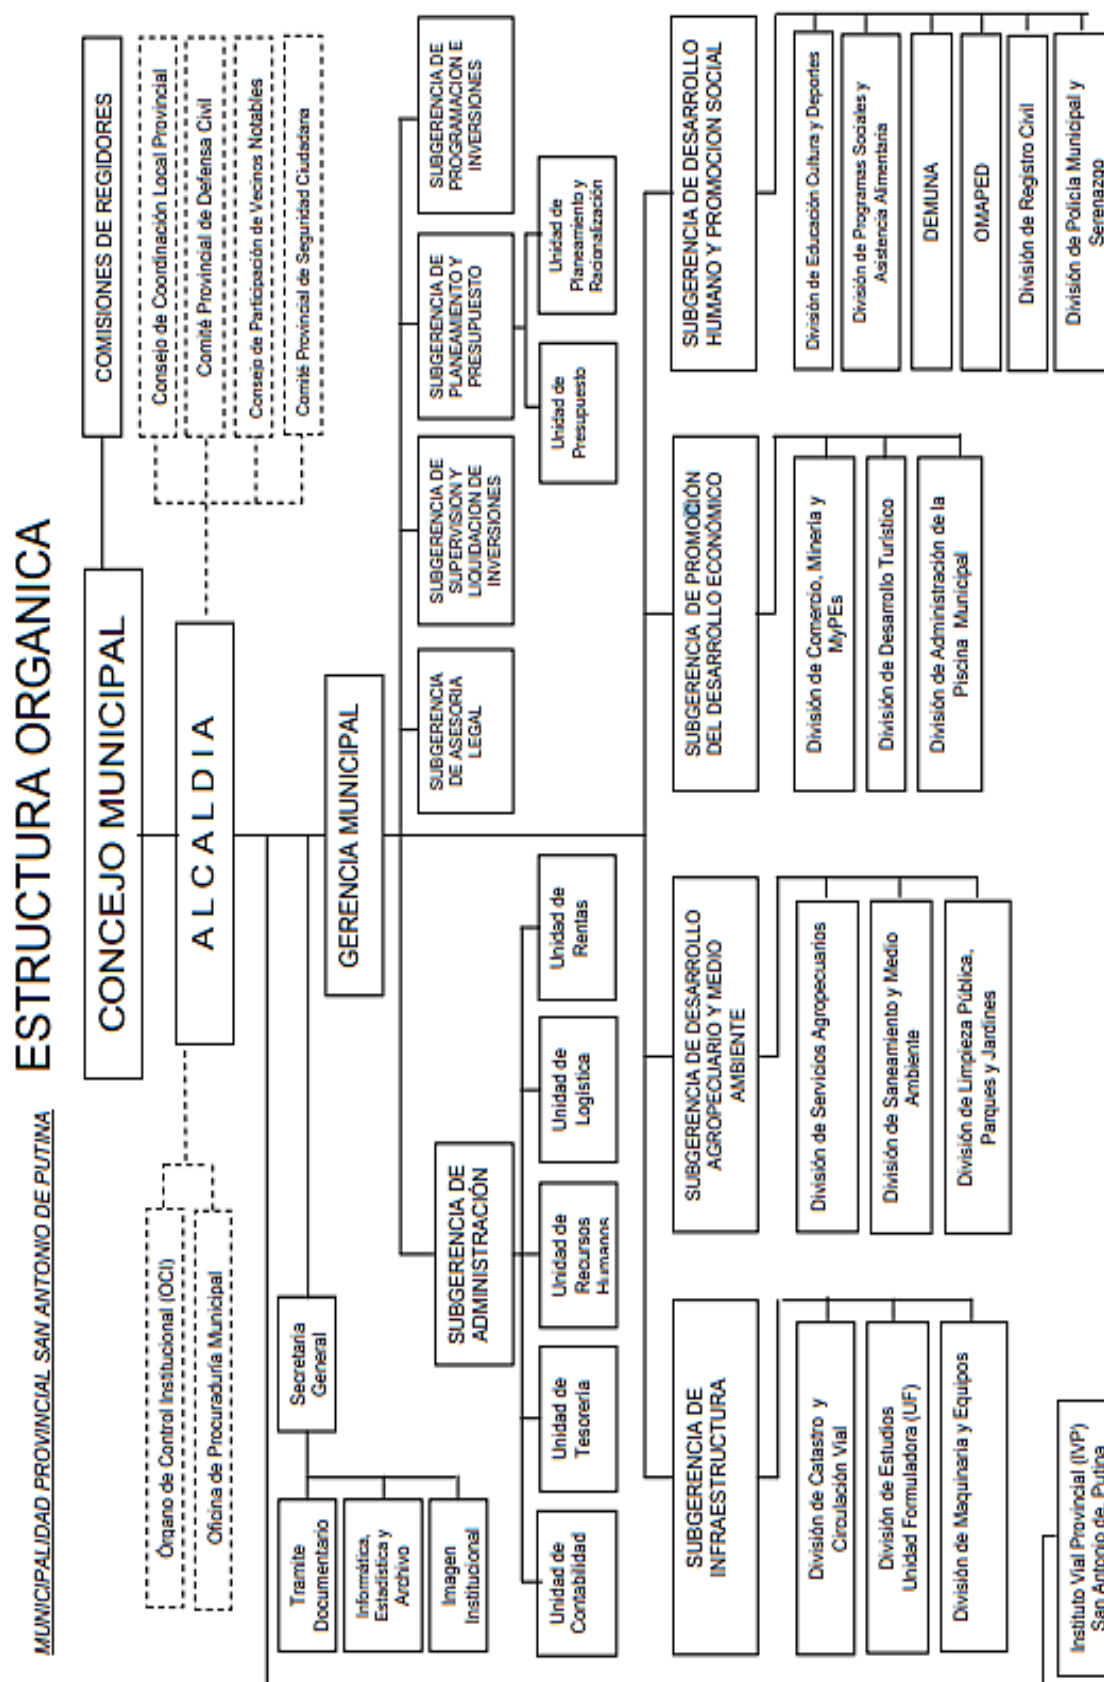 ESTRUCTURA ORGANICA
MUNICIPALIDAD PROVINCIAL SAN ANTONIO DE PUTINA
CONCEJO MUNICIPAL
COMISIONES DE REGIDORES
Consejo de Coordinación Local Provincial
Comité Provincial de Defensa Civil
Consejo de Participación de Vecinos Notables
Comité Provincial de Seguridad Ciudadana
A L C A L D I A
Órgano de Control Institucional (OCI)
Oficina de Procuraduría Municipal
Secretaria
General
Tramite
Documentario
Informática,
Estadística y
Archivo
Imagen
Institucional
GERENCIA MUNICIPAL
SUBGERENCIA DE
ADMINISTRACIÓN
Unidad de
Contabilidad
Unidad de
Tesorería
Unidad de
Recursos
Humanos
Unidad de
Logística
Unidad de
Rentas
SUBGERENCIA
DE ASESORIA
LEGAL
SUBGERENCIA DE
SUPERVISION Y
LIQUIDACION DE
INVERSIONES
SUBGERENCIA DE
PLANEAMIENTO Y
PRESUPUESTO
SUBGERENCIA DE
PROGRAMACION E
INVERSIONES
Unidad de
Presupuesto
Unidad de
Planeamiento y
Racionalización
SUBGERENCIA DE
INFRAESTRUCTURA
División de Catastro y
Circulación Vial
División de Estudios
Unidad Formuladora (UF)
División de Maquinaria y Equipos
SUBGERENCIA DE DESARROLLO
AGROPECUARIO Y MEDIO
AMBIENTE
División de Servicios Agropecuarios
División de Saneamiento y Medio
Ambiente
División de Limpieza Pública,
Parques y Jardines
SUBGERENCIA DE PROMOCIÓN
DEL DESARROLLO ECONÓMICO
División de Comercio, Minería y
MyPEs
División de Desarrollo Turístico
División de Administración de la
Piscina Municipal
SUBGERENCIA DE DESARROLLO
HUMANO Y PROMOCION SOCIAL
División de Educación Cultura y Deportes
División de Programas Sociales y
Asistencia Alimentaria
DEMUNA
OMAPED
División de Registro Civil
División de Policía Municipal y
Serenazgo
Instituto Vial Provincial (IVP)
San Antonio de Putina